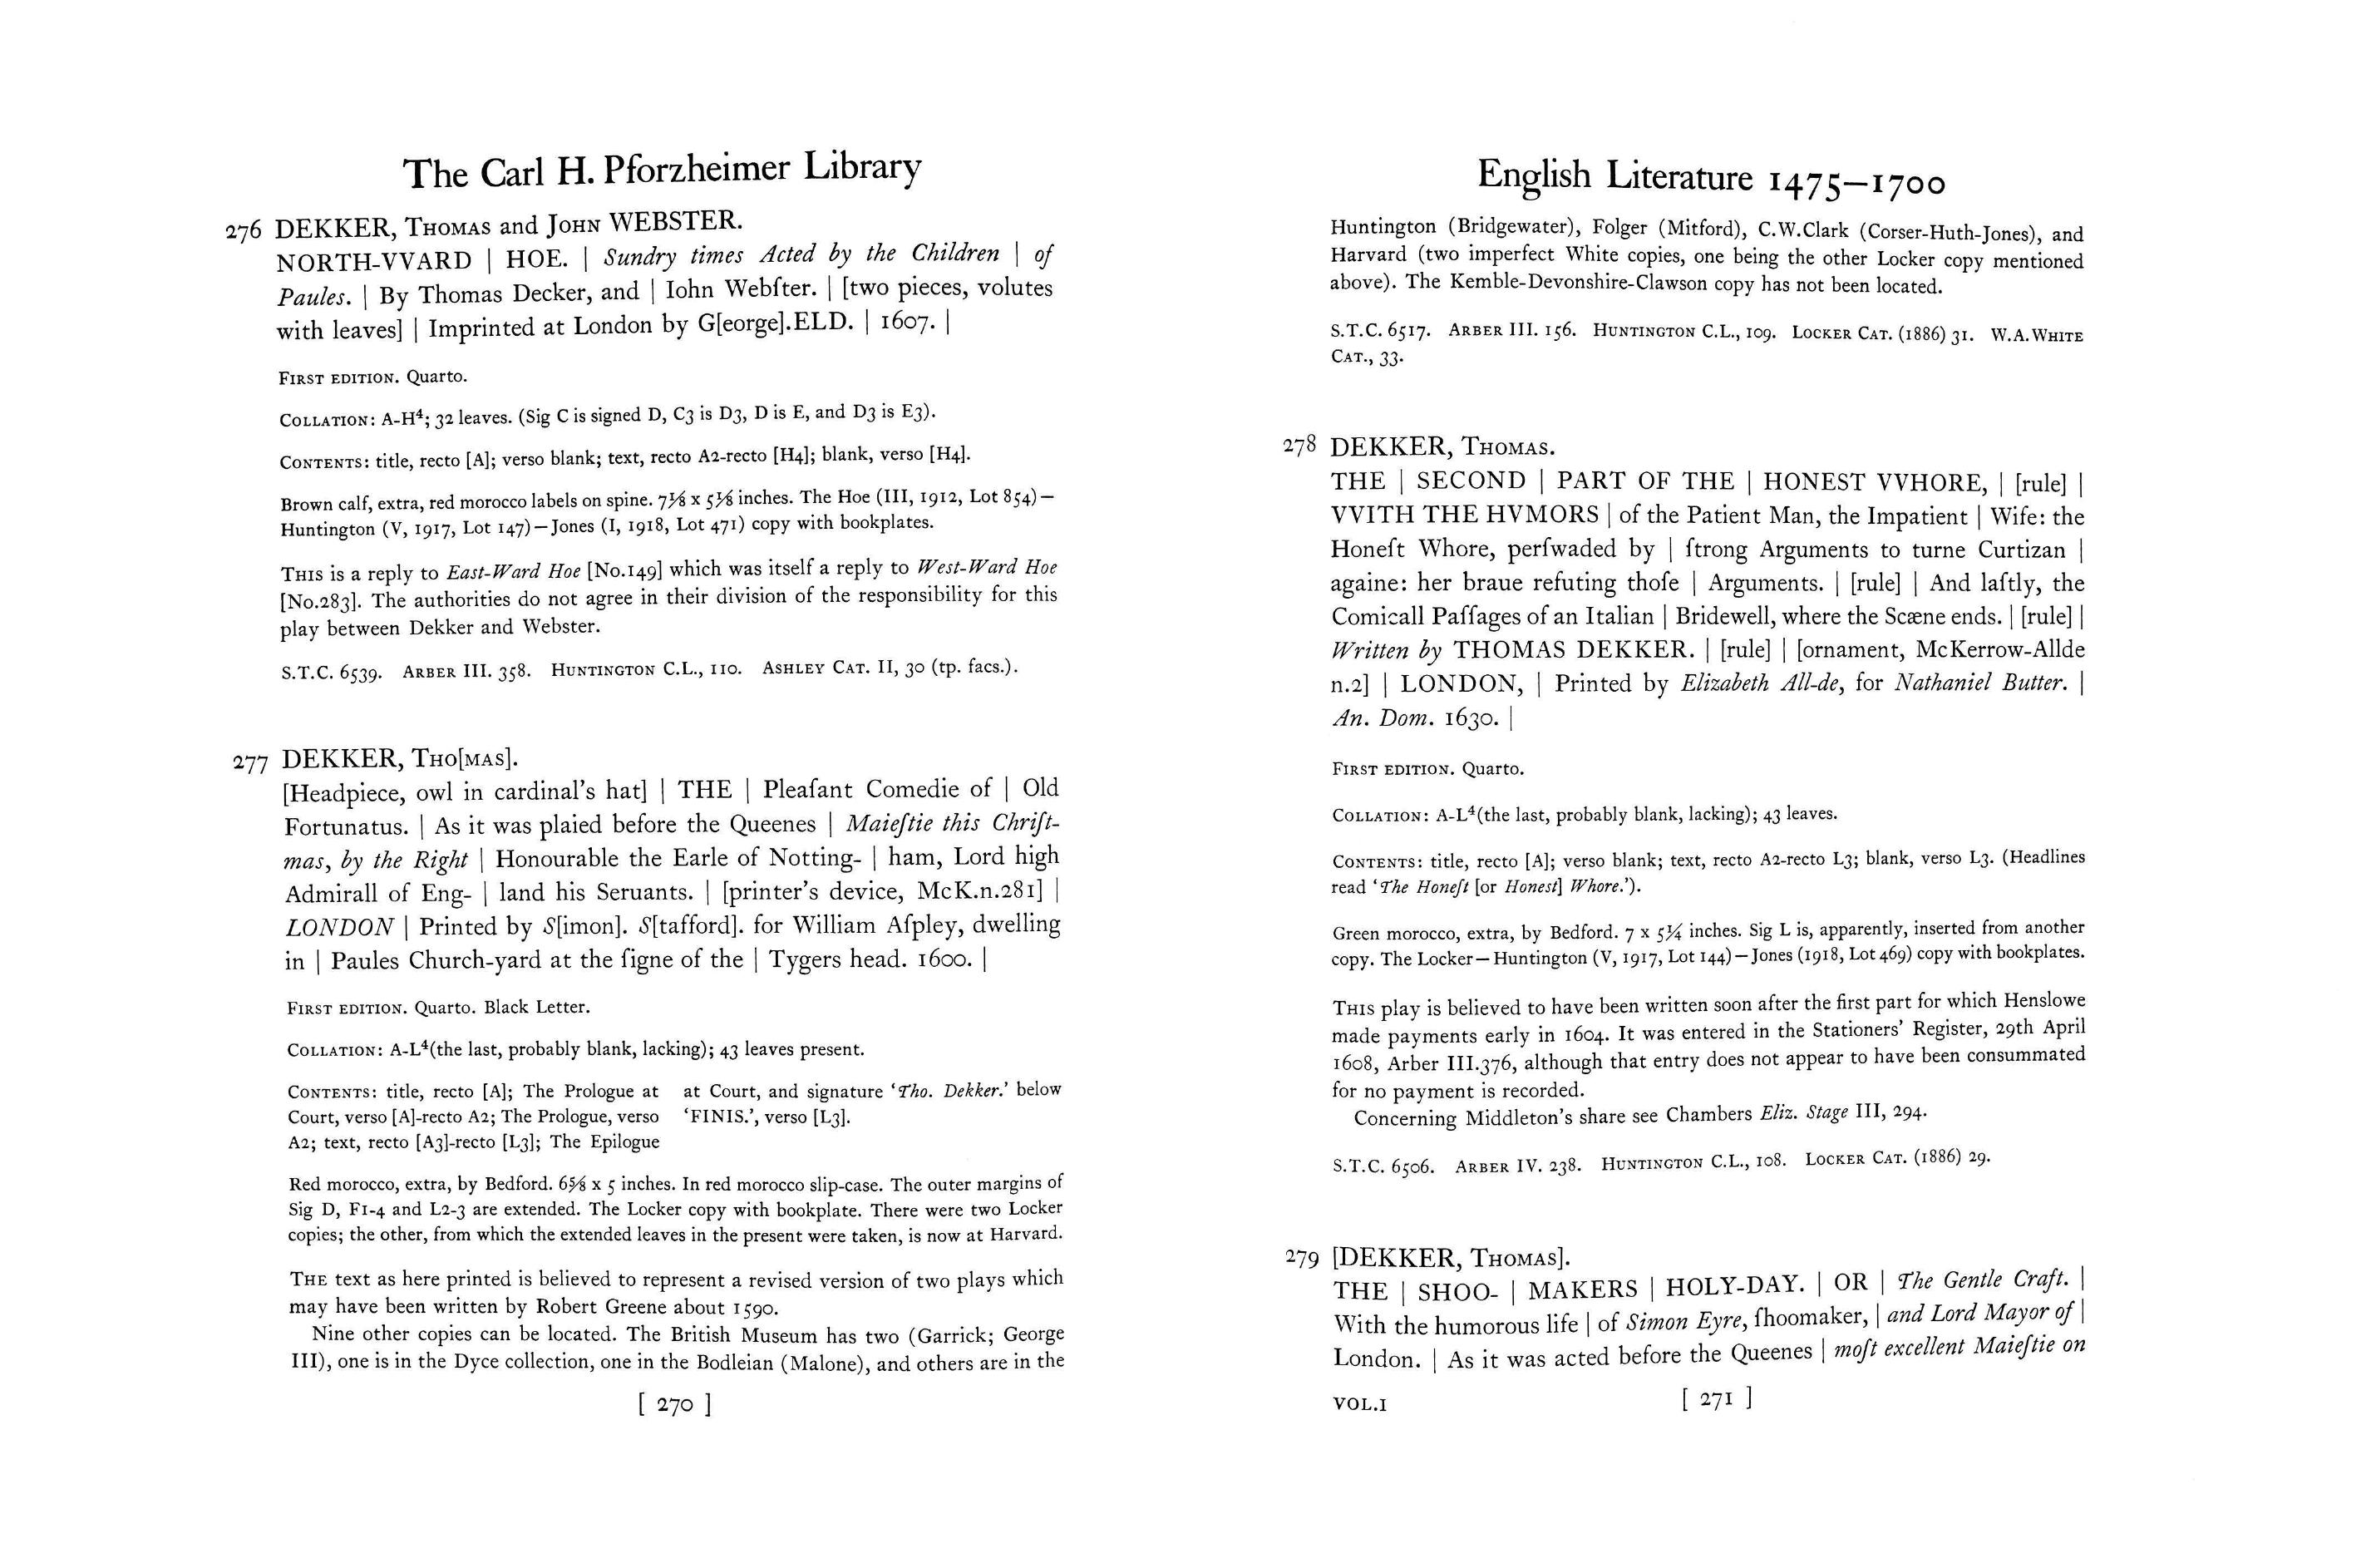 The Carl H. Pforzheimer Library
276 DEKKER, Thomas and John WEBSTER.
NORTH-VVARD | HOE. | Sundry times Acted by the Children | of
Paules. | By Thomas Decker, and | Iohn Webſter. | [two pieces, volutes
with leaves] | Imprinted at London by G[eorge].ELD. | 1607. |
First edition. Quarto.
Collation: A-H⁴; 32 leaves. (Sig C is signed D, C3 is D3, D is E, and D3 is E3).
Contents: title, recto [A]; verso blank; text, recto A2-recto [H4]; blank, verso [H4].
Brown calf, extra, red morocco labels on spine. 7⅛ x 5⅛ inches. The Hoe (III, 1912, Lot 854)—
Huntington (V, 1917, Lot 147)—Jones (I, 1918, Lot 471) copy with bookplates.
This is a reply to East-Ward Hoe [No.149] which was itself a reply to West-Ward Hoe
[No.283]. The authorities do not agree in their division of the responsibility for this
play between Dekker and Webster.
S.T.C. 6539. Arber III. 358. Huntington C.L., 110. Ashley Cat. II, 30 (tp. facs.).
277 DEKKER, Tho[mas].
[Headpiece, owl in cardinal's hat] | THE | Pleaſant Comedie of | Old
Fortunatus. | As it was plaied before the Queenes | Maieſtie this Chriſt-
mas, by the Right | Honourable the Earle of Notting- | ham, Lord high
Admirall of Eng- | land his Seruants. | [printer's device, McK.n.281] |
LONDON | Printed by S[imon]. S[tafford]. for William Aſpley, dwelling
in | Paules Church-yard at the ſigne of the | Tygers head. 1600. |
First edition. Quarto. Black Letter.
Collation: A-L⁴(the last, probably blank, lacking); 43 leaves present.
Contents: title, recto [A]; The Prologue at
Court, verso [A]-recto A2; The Prologue, verso
A2; text, recto [A3]-recto [L3]; The Epilogue
at Court, and signature 'Tho. Dekker.' below
'FINIS.', verso [L3].
Red morocco, extra, by Bedford. 6⅝ x 5 inches. In red morocco slip-case. The outer margins of
Sig D, F1-4 and L2-3 are extended. The Locker copy with bookplate. There were two Locker
copies; the other, from which the extended leaves in the present were taken, is now at Harvard.
The text as here printed is believed to represent a revised version of two plays which
may have been written by Robert Greene about 1590.
Nine other copies can be located. The British Museum has two (Garrick; George
III), one is in the Dyce collection, one in the Bodleian (Malone), and others are in the
[ 270 ]
English Literature 1475—1700
Huntington (Bridgewater), Folger (Mitford), C.W.Clark (Corser-Huth-Jones), and
Harvard (two imperfect White copies, one being the other Locker copy mentioned
above). The Kemble-Devonshire-Clawson copy has not been located.
S.T.C. 6517. Arber III. 156. Huntington C.L., 109. Locker Cat. (1886) 31. W.A.White
Cat., 33.
278 DEKKER, Thomas.
THE | SECOND | PART OF THE | HONEST VVHORE, | [rule] |
VVITH THE HVMORS | of the Patient Man, the Impatient | Wife: the
Honeſt Whore, perſwaded by | ſtrong Arguments to turne Curtizan |
againe: her braue refuting thoſe | Arguments. | [rule] | And laſtly, the
Comicall Paſſages of an Italian | Bridewell, where the Scæne ends. | [rule] |
Written by THOMAS DEKKER. | [rule] | [ornament, McKerrow-Allde
n.2] | LONDON, | Printed by Elizabeth All-de, for Nathaniel Butter. |
An. Dom. 1630. |
First edition. Quarto.
Collation: A-L⁴(the last, probably blank, lacking); 43 leaves.
Contents: title, recto [A]; verso blank; text, recto A2-recto L3; blank, verso L3. (Headlines
read 'The Honeſt [or Honest] Whore.').
Green morocco, extra, by Bedford. 7 x 5¼ inches. Sig L is, apparently, inserted from another
copy. The Locker—Huntington (V, 1917, Lot 144)—Jones (1918, Lot 469) copy with bookplates.
This play is believed to have been written soon after the first part for which Henslowe
made payments early in 1604. It was entered in the Stationers' Register, 29th April
1608, Arber III.376, although that entry does not appear to have been consummated
for no payment is recorded.
Concerning Middleton's share see Chambers Eliz. Stage III, 294.
S.T.C. 6506. Arber IV. 238. Huntington C.L., 108. Locker Cat. (1886) 29.
279 [DEKKER, Thomas].
THE | SHOO- | MAKERS | HOLY-DAY. | OR | The Gentle Craft. |
With the humorous life | of Simon Eyre, ſhoomaker, | and Lord Mayor of |
London. | As it was acted before the Queenes | moſt excellent Maieſtie on
VOL.I
[ 271 ]